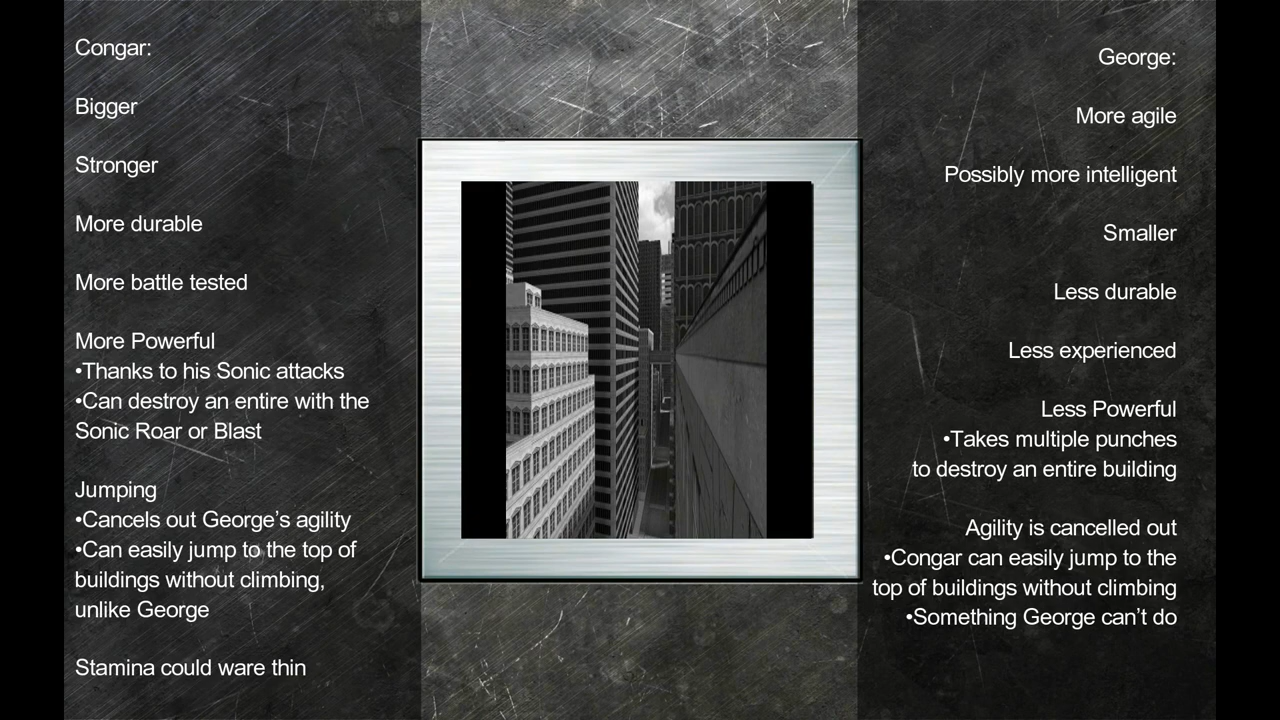 Congar:
Bigger
Stronger
More durable
More battle tested
More Powerful
•Thanks to his Sonic attacks
•Can destroy an entire with the
Sonic Roar or Blast
Jumping
•Cancels out George’s agility
•Can easily jump to the top of
buildings without climbing,
unlike George
Stamina could ware thin
George:
More agile
Possibly more intelligent
Smaller
Less durable
Less experienced
Less Powerful
•Takes multiple punches
to destroy an entire building
Agility is cancelled out
•Congar can easily jump to the
top of buildings without climbing
•Something George can’t do